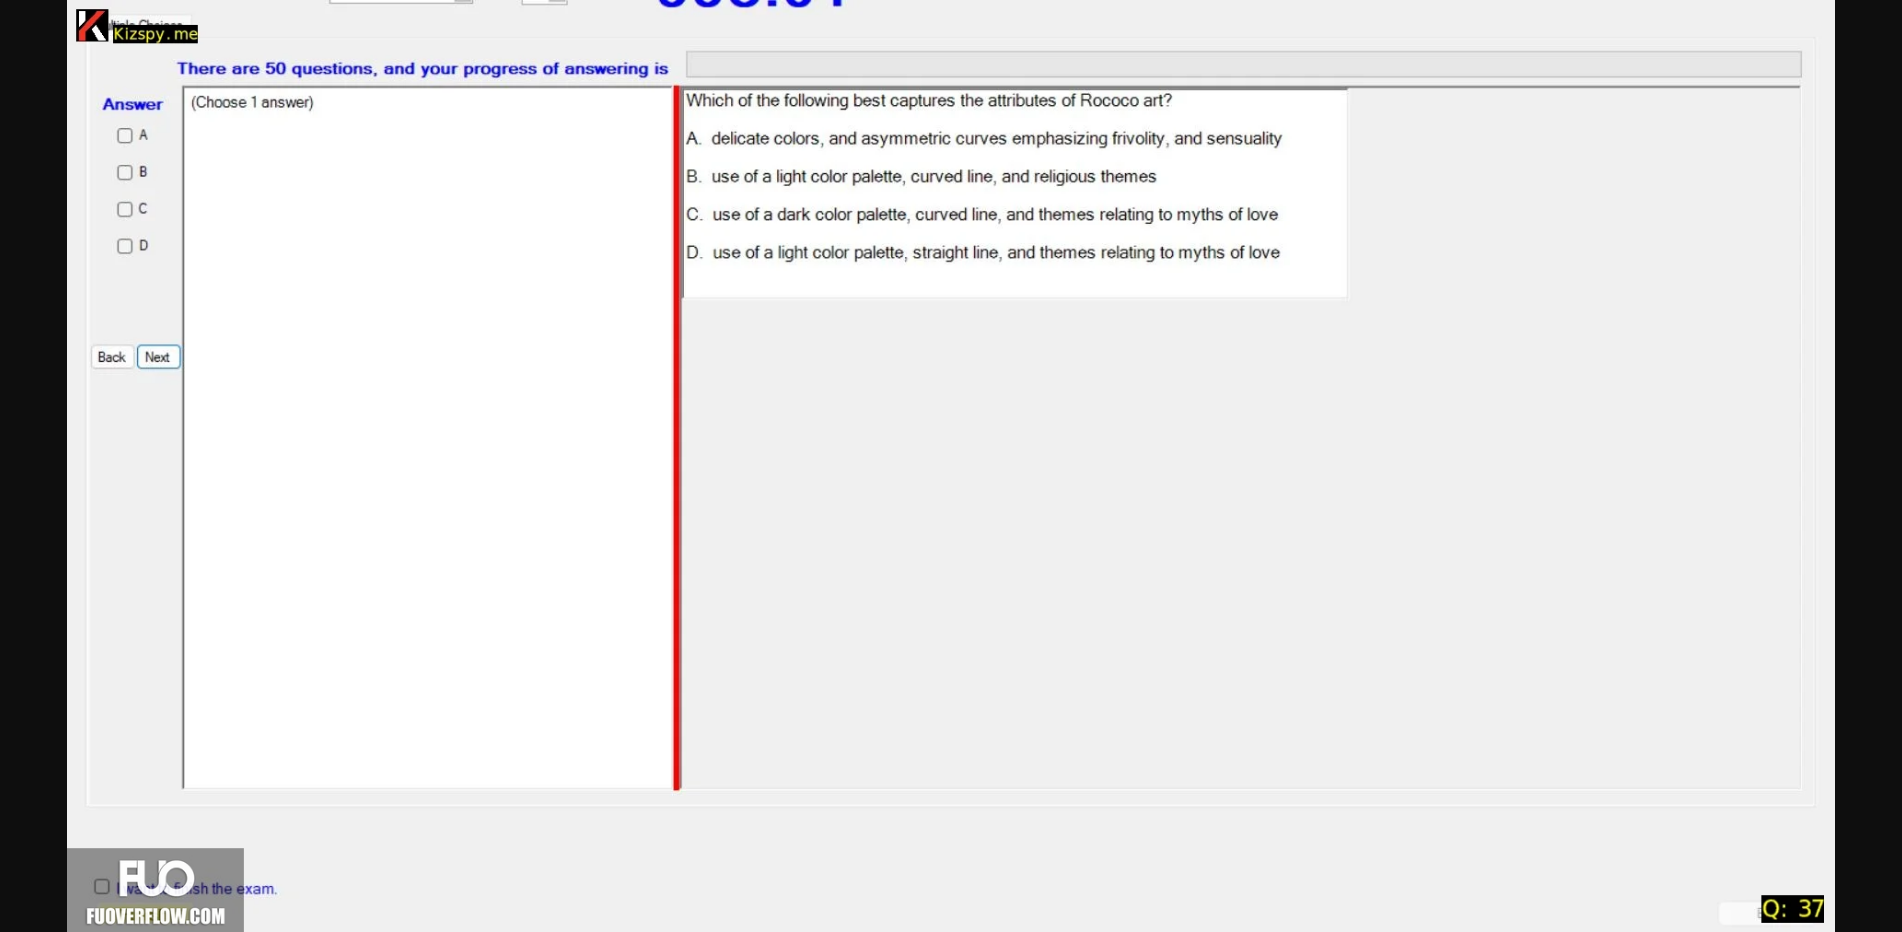 Kizspy.me
There are 50 questions, and your progress of answering is
Answer
(Choose 1 answer)
A
B
C
D
Back
Next
Which of the following best captures the attributes of Rococo art?
A. delicate colors, and asymmetric curves emphasizing frivolity, and sensuality
B. use of a light color palette, curved line, and religious themes
C. use of a dark color palette, curved line, and themes relating to myths of love
D. use of a light color palette, straight line, and themes relating to myths of love
FUO
the exam.
FUOVERFLOW.COM
Q: 37